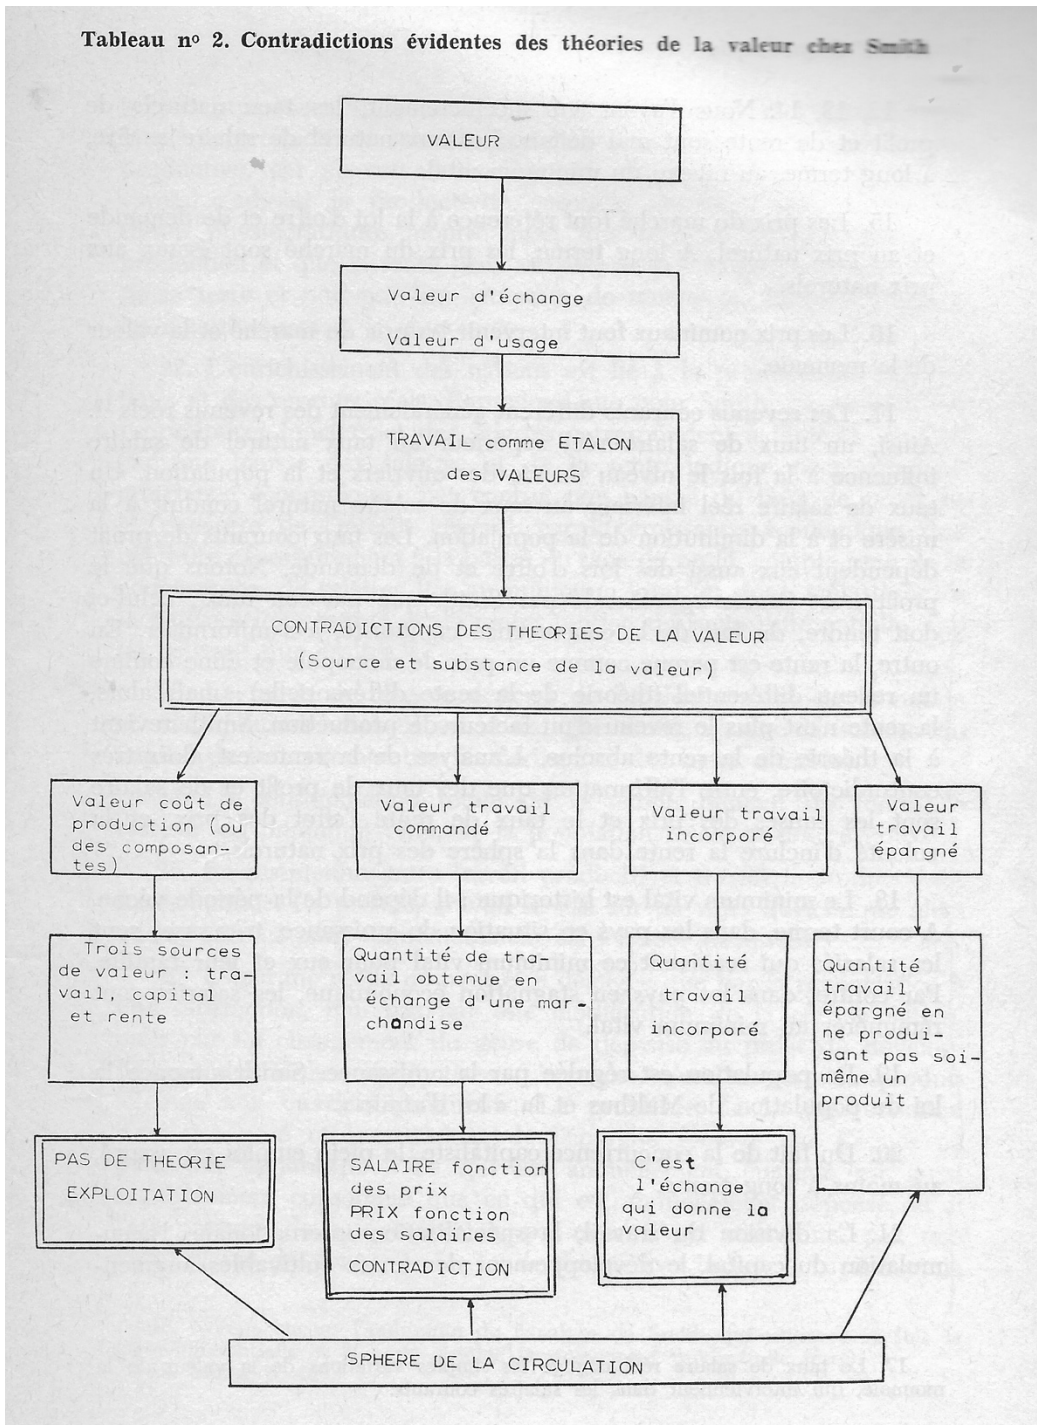 Tableau nº 2. Contradictions évidentes des théories de la valeur chez Smith
VALEUR
Valeur d'échange
Valeur d'usage
TRAVAIL comme ETALON
des VALEURS
CONTRADICTIONS DES THEORIES DE LA VALEUR
(Source et substance de la valeur)
Valeur coût de
production (ou
des composan-
tes)
Valeur travail
commandé
Valeur travail
incorporé
Valeur
travail
épargné
Trois sources
de valeur : tra-
vail, capital
et rente
Quantité de tra-
vail obtenue en
échange d'une mar-
chandise
Quantité
travail
incorporé
Quantité
travail
épargné en
ne produi-
sant pas soi-
même un
produit
PAS DE THEORIE
EXPLOITATION
SALAIRE fonction
des prix
PRIX fonction
des salaires
CONTRADICTION
C'est
l'échange
qui donne la
valeur
SPHERE DE LA CIRCULATION